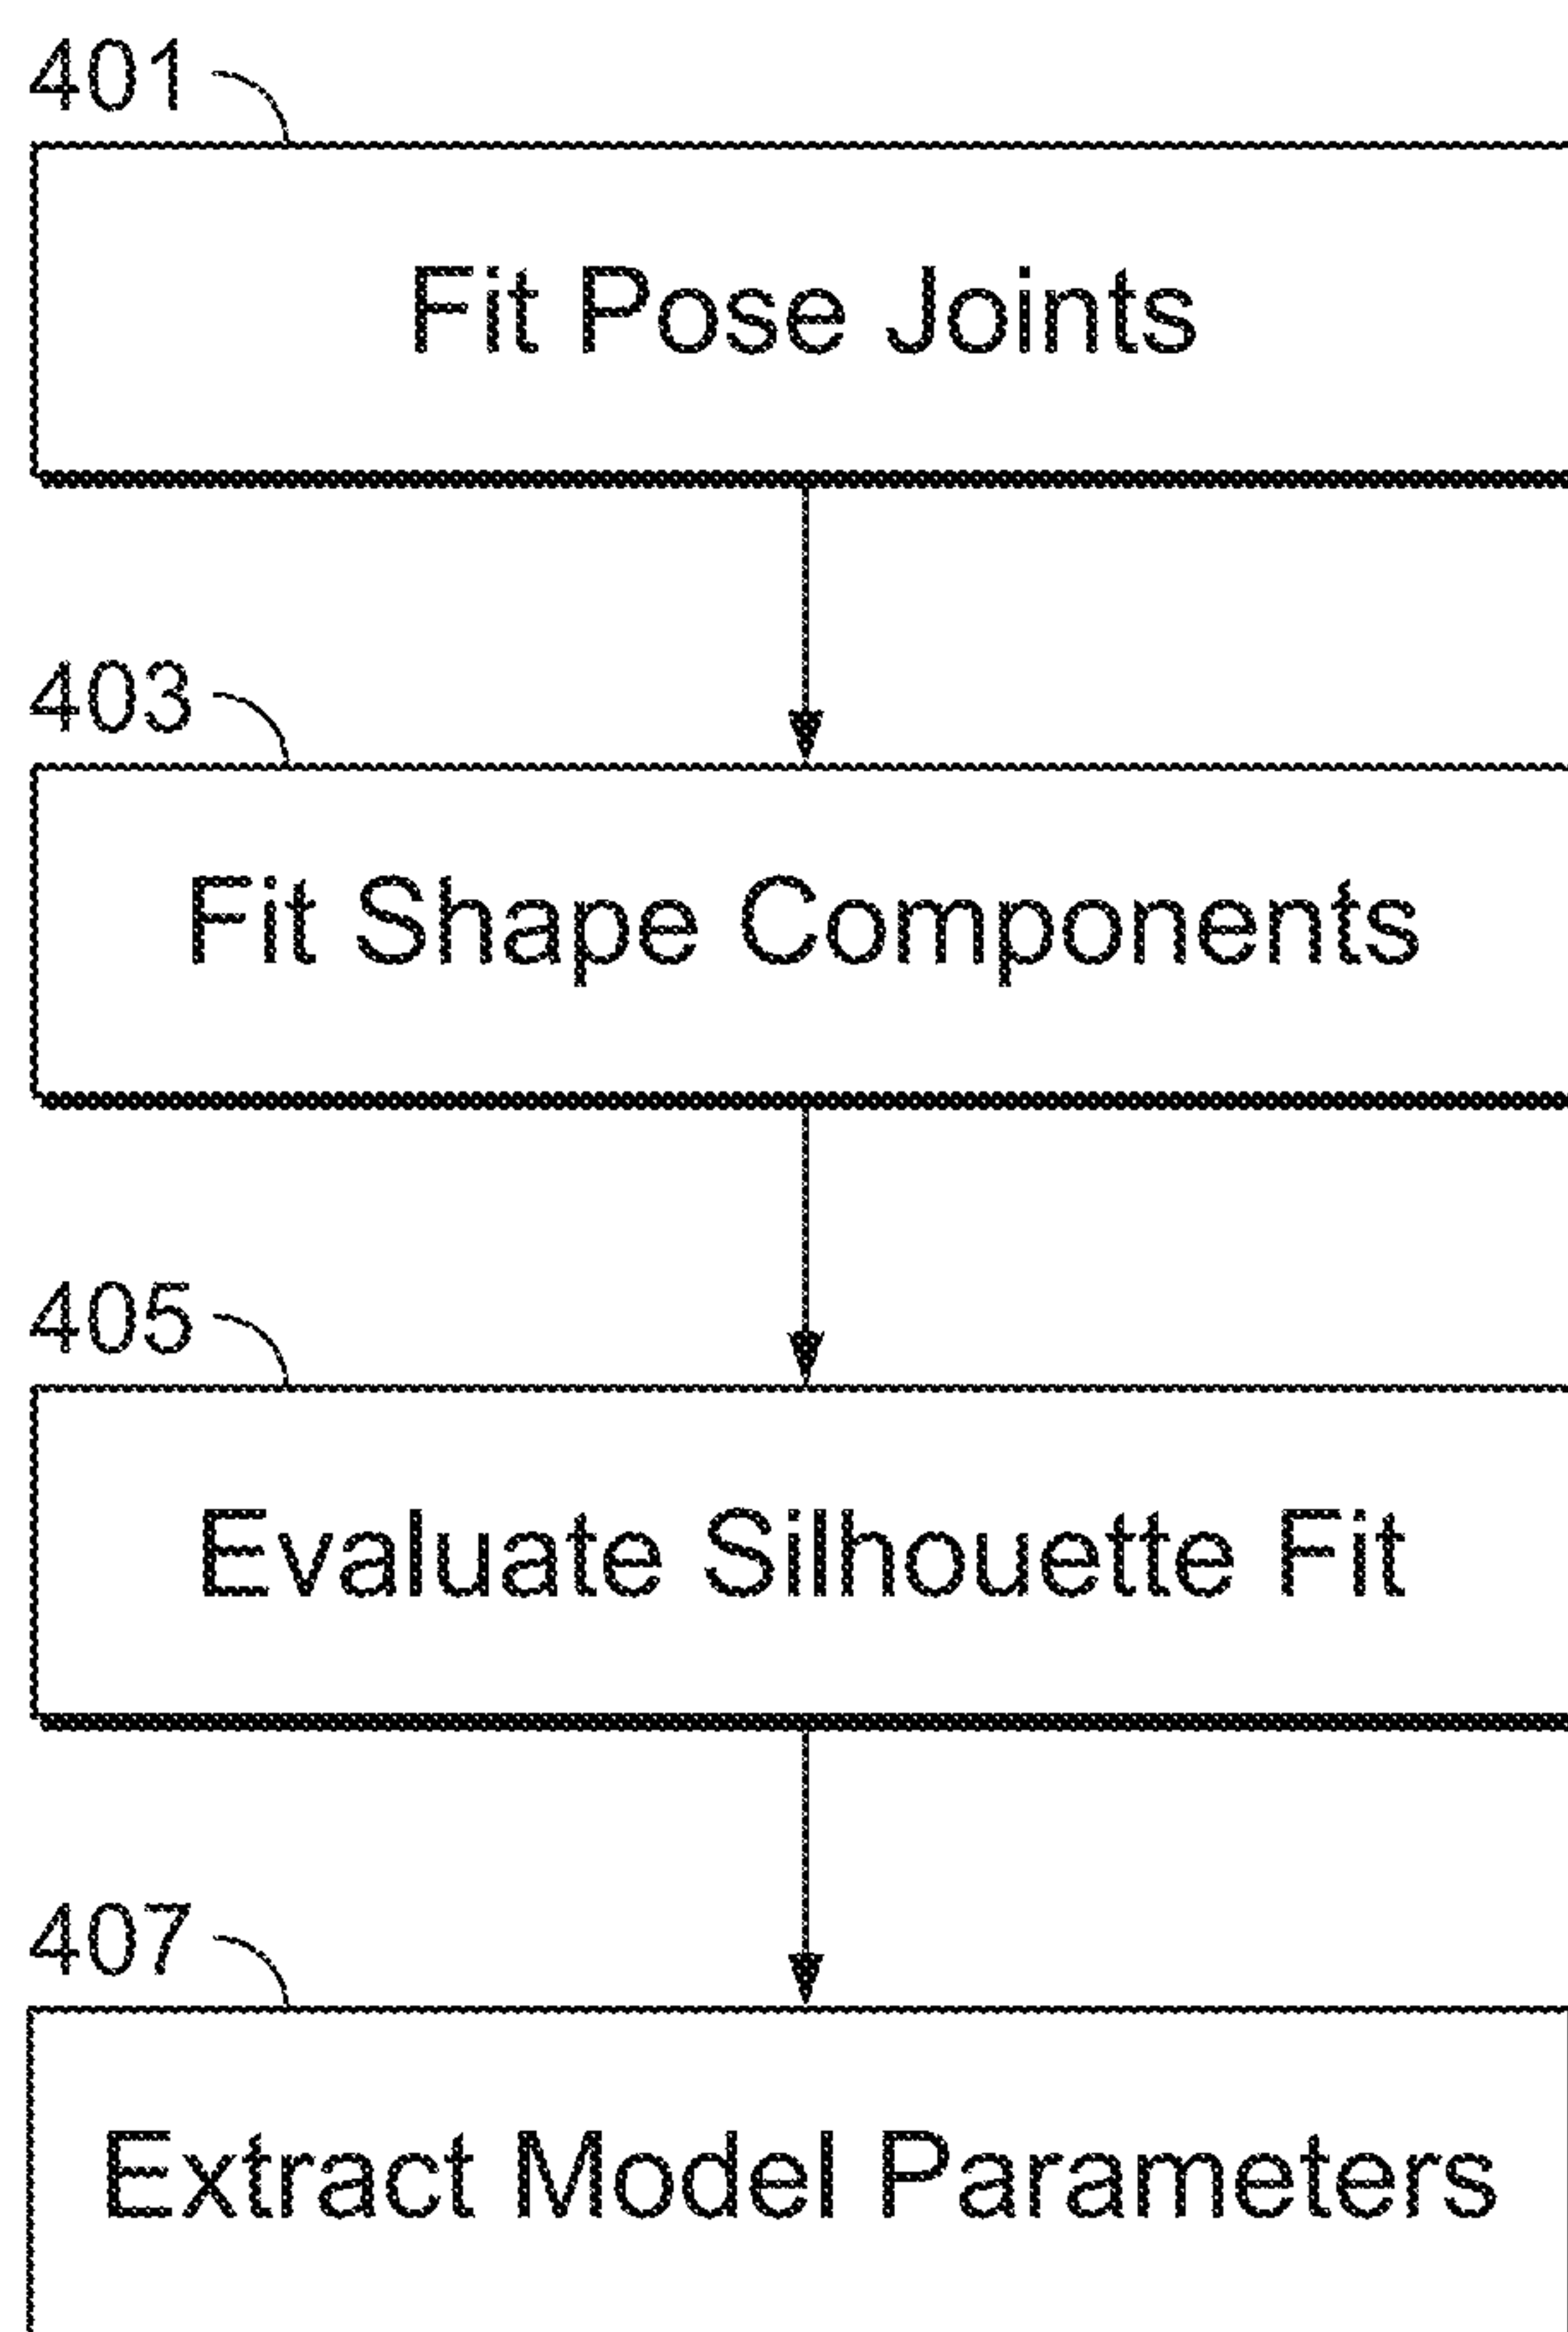 401
Fit Pose Joints
403
Fit Shape Components
405
Evaluate Silhouette Fit
407
Extract Model Parameters